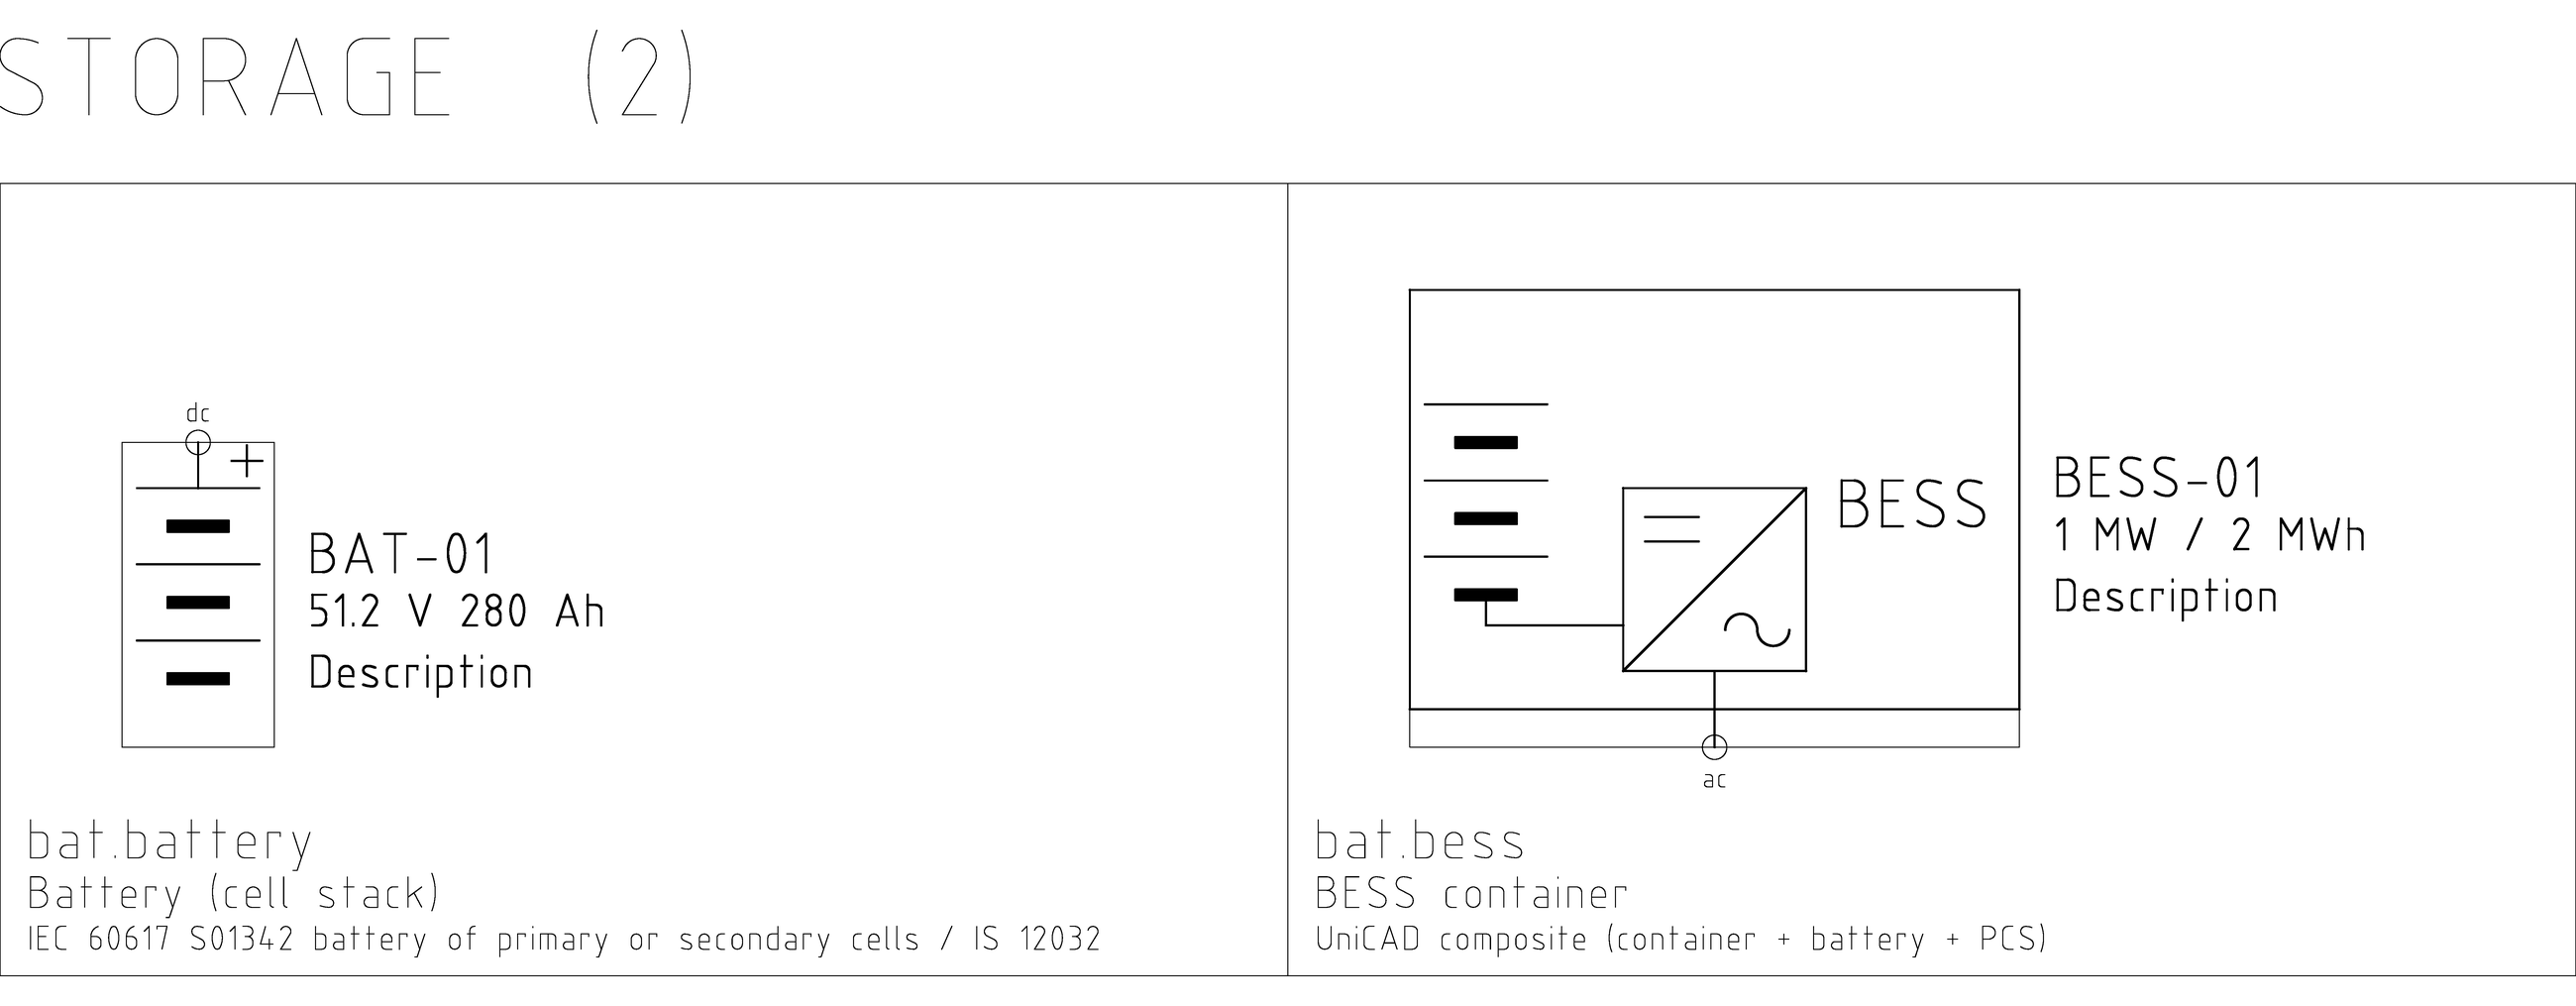 STORAGE (2)
dc
+
BAT-01
51.2 V 280 Ah
Description
bat.battery
Battery (cell stack)
IEC 60617 S01342 battery of primary or secondary cells / IS 12032
BESS
BESS-01
1 MW / 2 MWh
Description
ac
bat.bess
BESS container
UniCAD composite (container + battery + PCS)